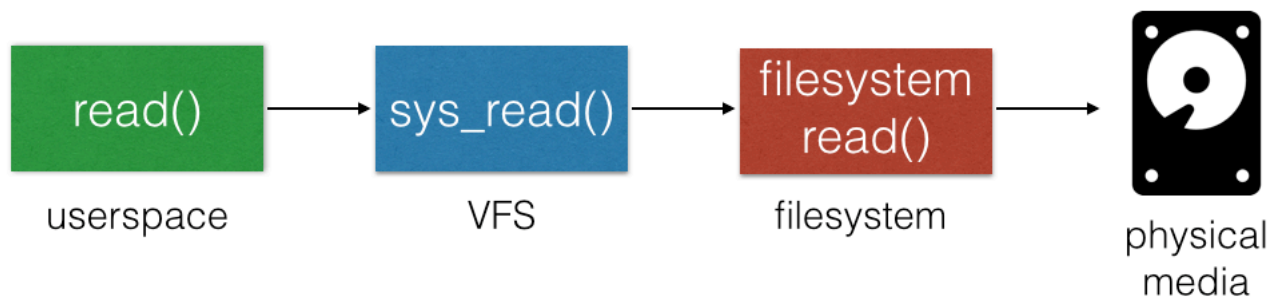 read()
sys_read()
filesystem
read()
userspace
VFS
filesystem
physical
media